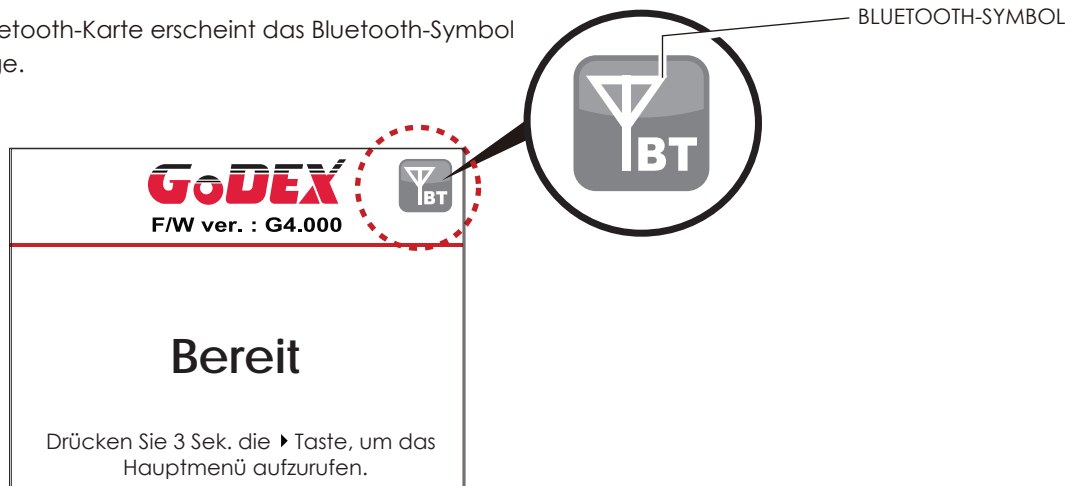 etooth-Karte erscheint das Bluetooth-Symbol
ge.
BLUETOOTH-SYMBOL
BT
GoDEX
BT
F/W ver. : G4.000
Bereit
Drücken Sie 3 Sek. die Taste, um das
Hauptmenü aufzurufen.